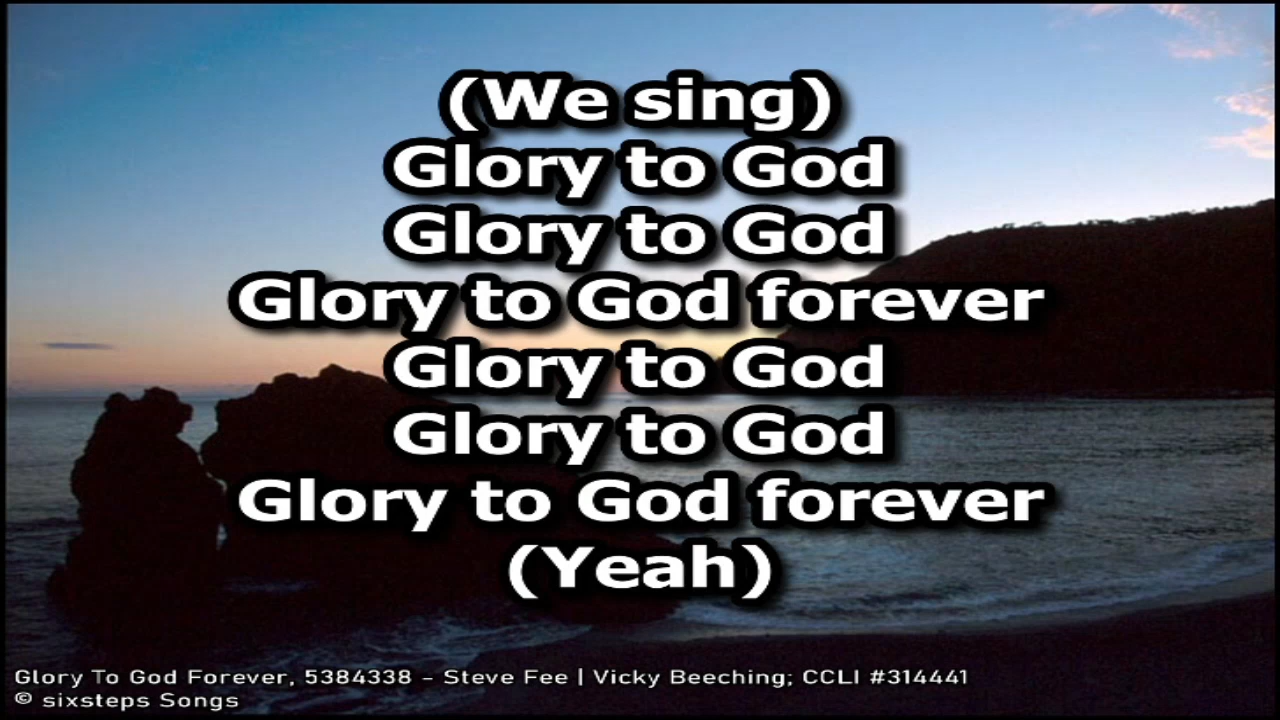 (We sing)
Glory to God
Glory to God
Glory to God forever
Glory to God
Glory to God
Glory to God forever
(Yeah)
Glory To God Forever, 5384338 - Steve Fee | Vicky Beeching; CCLI #314441
© sixsteps Songs